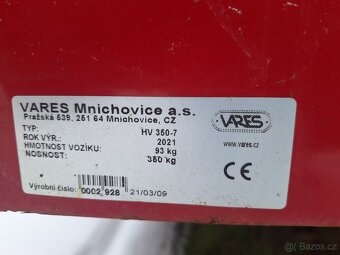 VARES Mnichovice a.s.
Pražská 539, 251 64 Mnichovice, CZ
TYP: HV 350-7
ROK VÝR.: 2021
HMOTNOST VOZÍKU: 93 kg
NOSNOST: 350 kg
VARES
www.vares.cz
CE
Výrobní číslo: 0002 928 21/03/09
Bazoš.cz